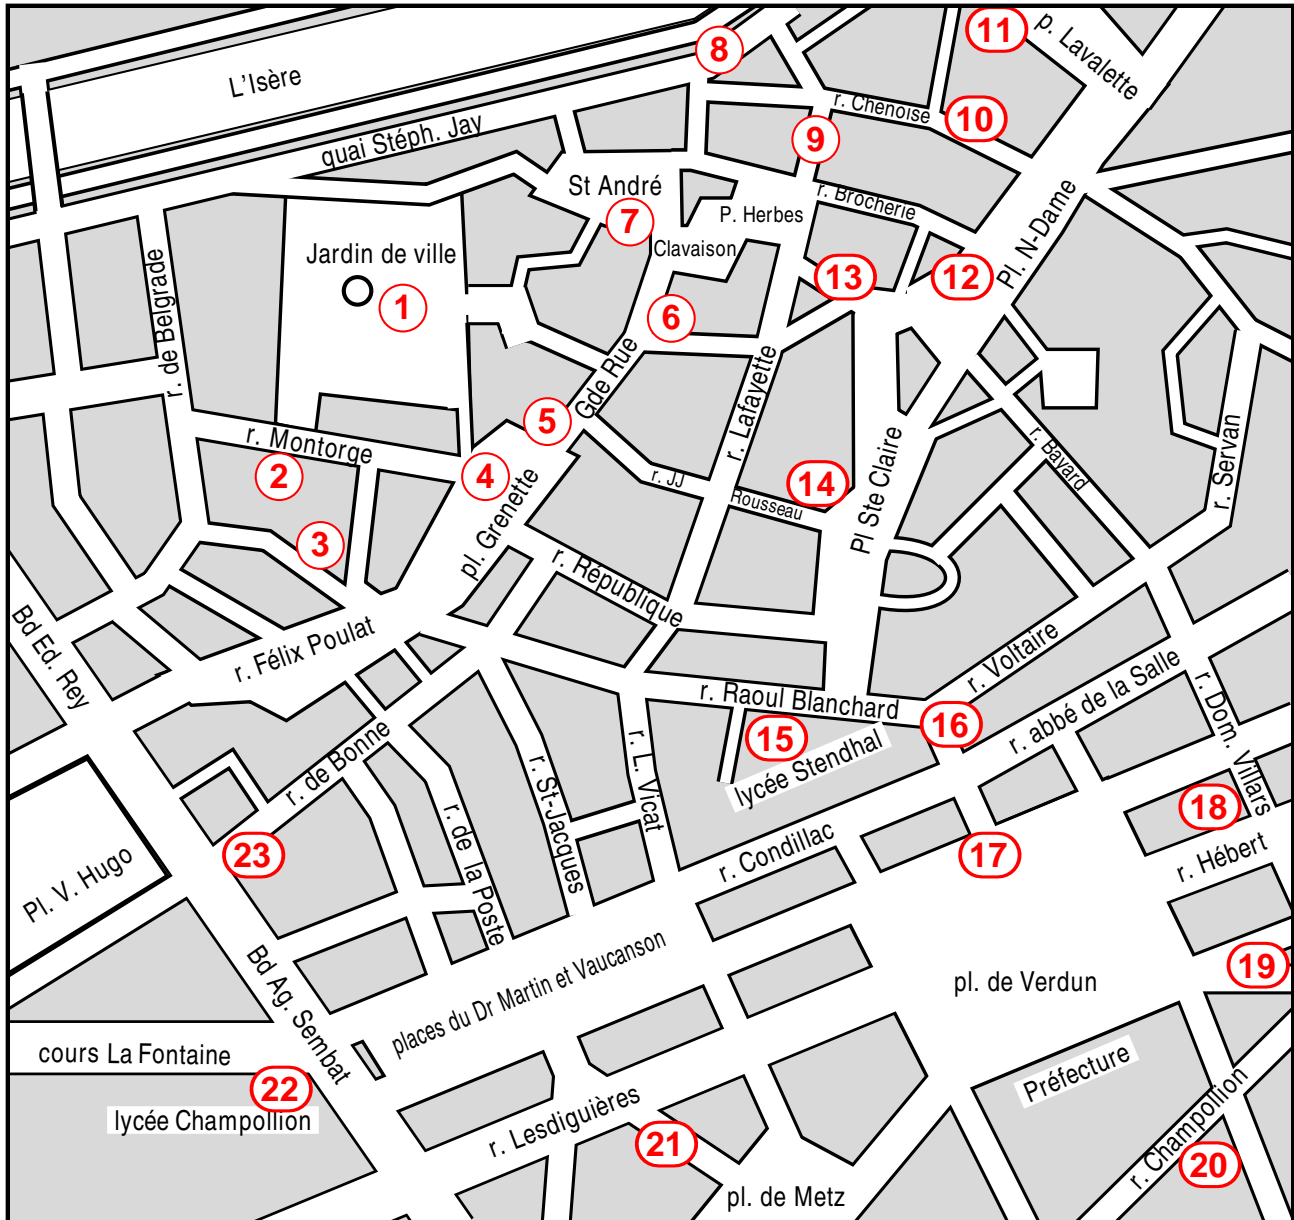 11
p. Lavalette
8
L'Isère
r. Chenoise
10
quai Stéph. Jay
9
St André
r. Brocherie
P. Herbes
7
Clavaison
Pl. N-Dame
Jardin de ville
13
12
1
r. de Belgrade
6
Gde Rue
r. Lafayette
5
r. Montorge
r. Bayard
r. Servan
2
4
r. JJ
Rousseau
14
pl. Grenette
Pl Ste Claire
3
r. République
Bd Ed. Rey
r. Félix Poulat
r. Voltaire
r. Raoul Blanchard
r. abbé de la Salle
r. Dom. Villars
16
15
lycée Stendhal
r. de Bonne
r. L. Vicat
r. St-Jacques
18
r. de la Poste
23
r. Condillac
17
r. Hébert
Pl. V. Hugo
19
places du Dr Martin et Vaucanson
pl. de Verdun
Bd Ag. Sembat
cours La Fontaine
Préfecture
22
lycée Champollion
r. Lesdiguières
r. Champollion
21
20
pl. de Metz